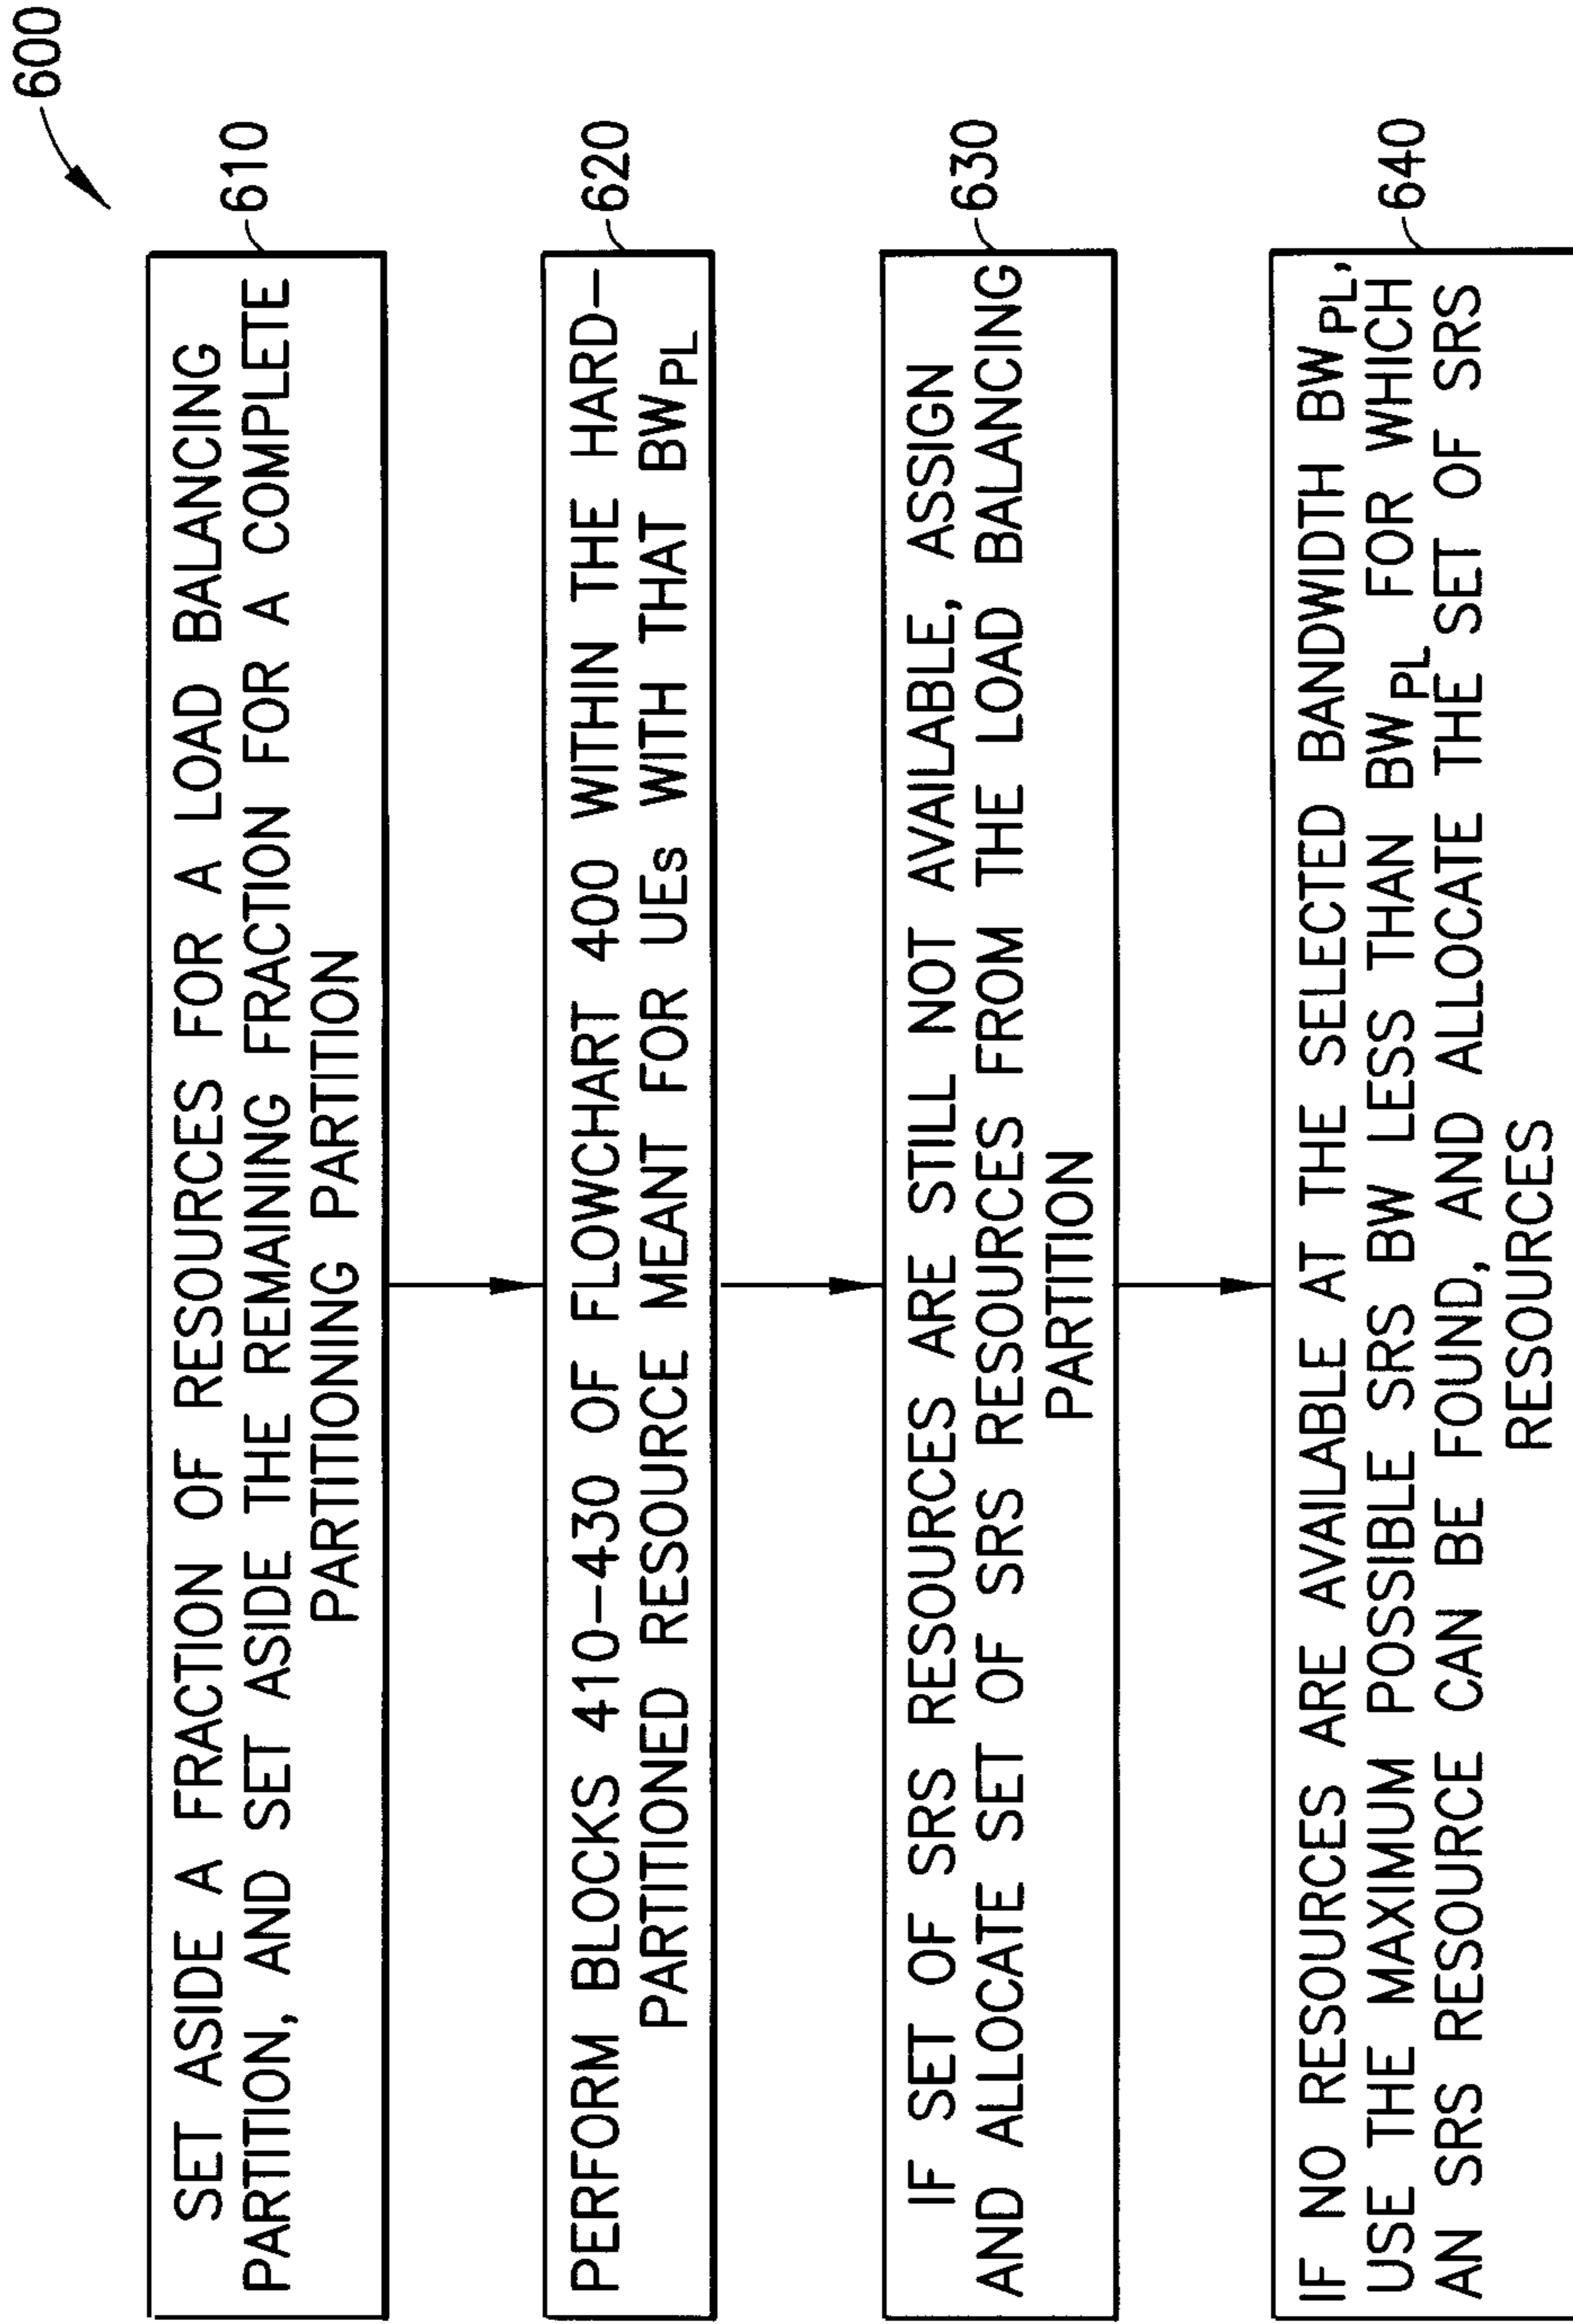 600
SET ASIDE A FRACTION OF RESOURCES FOR A LOAD BALANCING
PARTITION, AND SET ASIDE THE REMAINING FRACTION FOR A COMPLETE
PARTITIONING PARTITION
610
PERFORM BLOCKS 410-430 OF FLOWCHART 400 WITHIN THE HARD-
PARTITIONED RESOURCE MEANT FOR UEs WITH THAT BWPL
620
IF SET OF SRS RESOURCES ARE STILL NOT AVAILABLE, ASSIGN
AND ALLOCATE SET OF SRS RESOURCES FROM THE LOAD BALANCING
PARTITION
630
IF NO RESOURCES ARE AVAILABLE AT THE SELECTED BANDWIDTH BWPL,
USE THE MAXIMUM POSSIBLE SRS BW LESS THAN BWPL FOR WHICH
AN SRS RESOURCE CAN BE FOUND, AND ALLOCATE THE SET OF SRS
RESOURCES
640